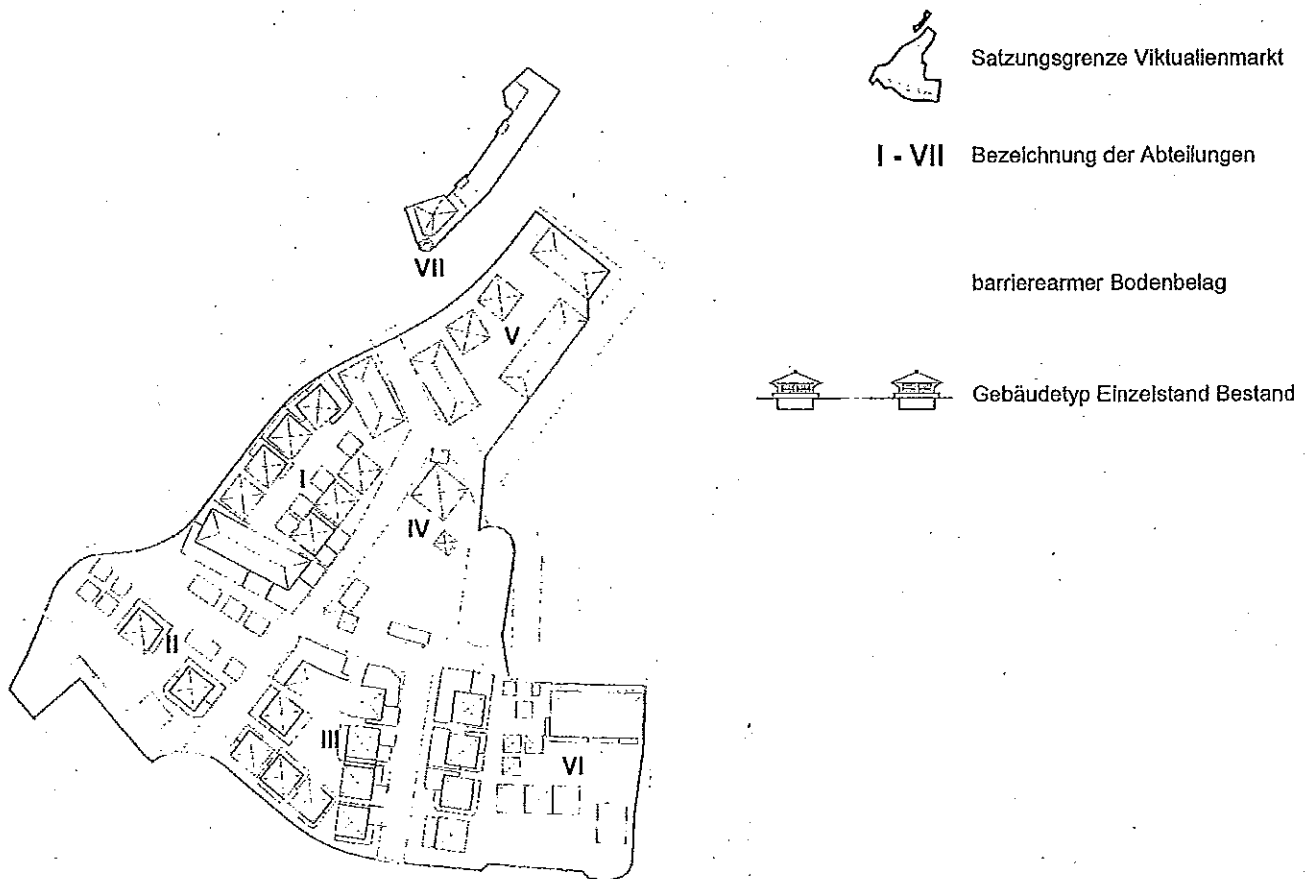 Satzungsgrenze Viktualienmarkt
I - VII Bezeichnung der Abteilungen
barrierearmer Bodenbelag
Gebäudetyp Einzelstand Bestand
VII
V
I
IV
II
III
VI